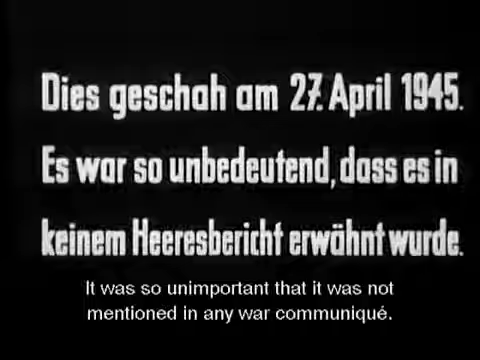 Dies geschah am 27. April 1945.
Es war so unbedeutend, dass es in
keinem Heeresbericht erwähnt wurde.
It was so unimportant that it was not
mentioned in any war communiqué.